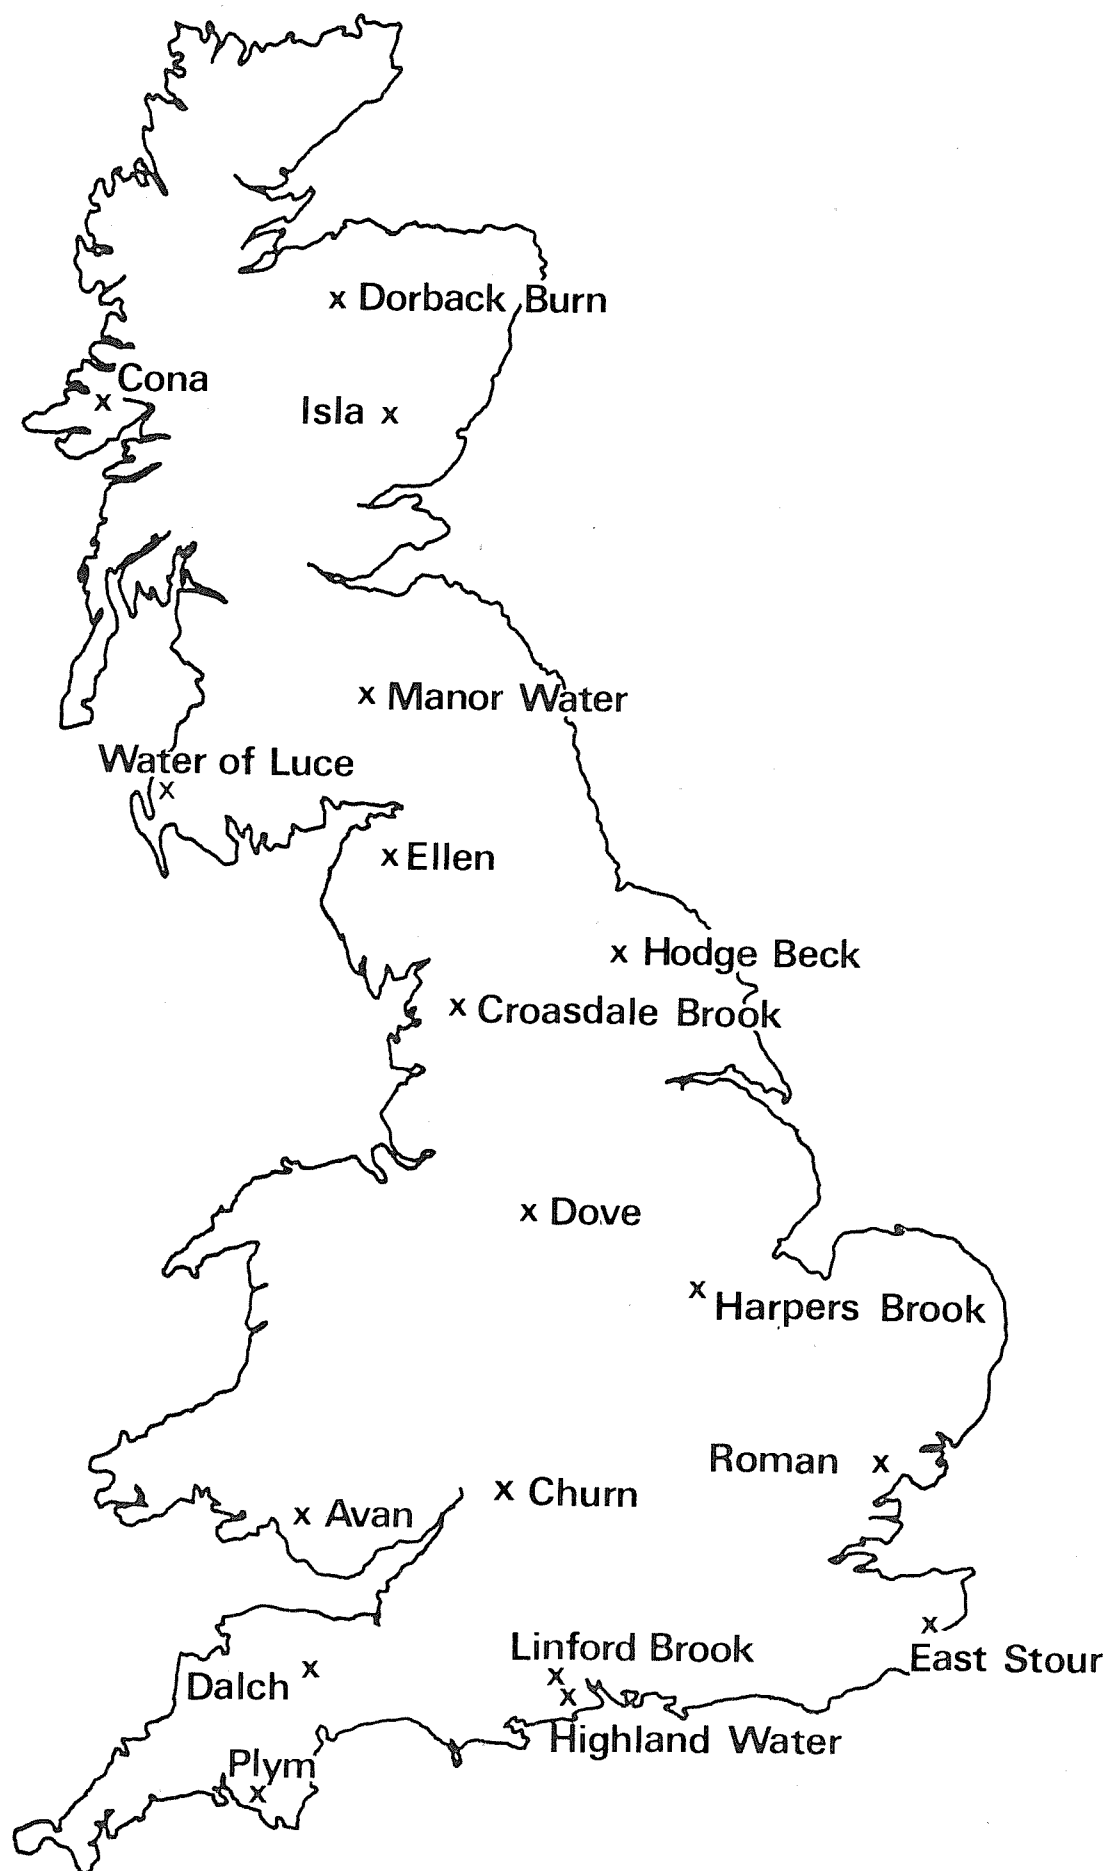 x Dorback Burn
Cona
x
Isla x
x Manor Water
Water of Luce
x
x Ellen
x Hodge Beck
x Croasdale Brook
x Dove
x
Harpers Brook
Roman x
x Churn
x Avan
x
East Stour
Linford Brook
x
x
Highland Water
Dalch x
Plym
x